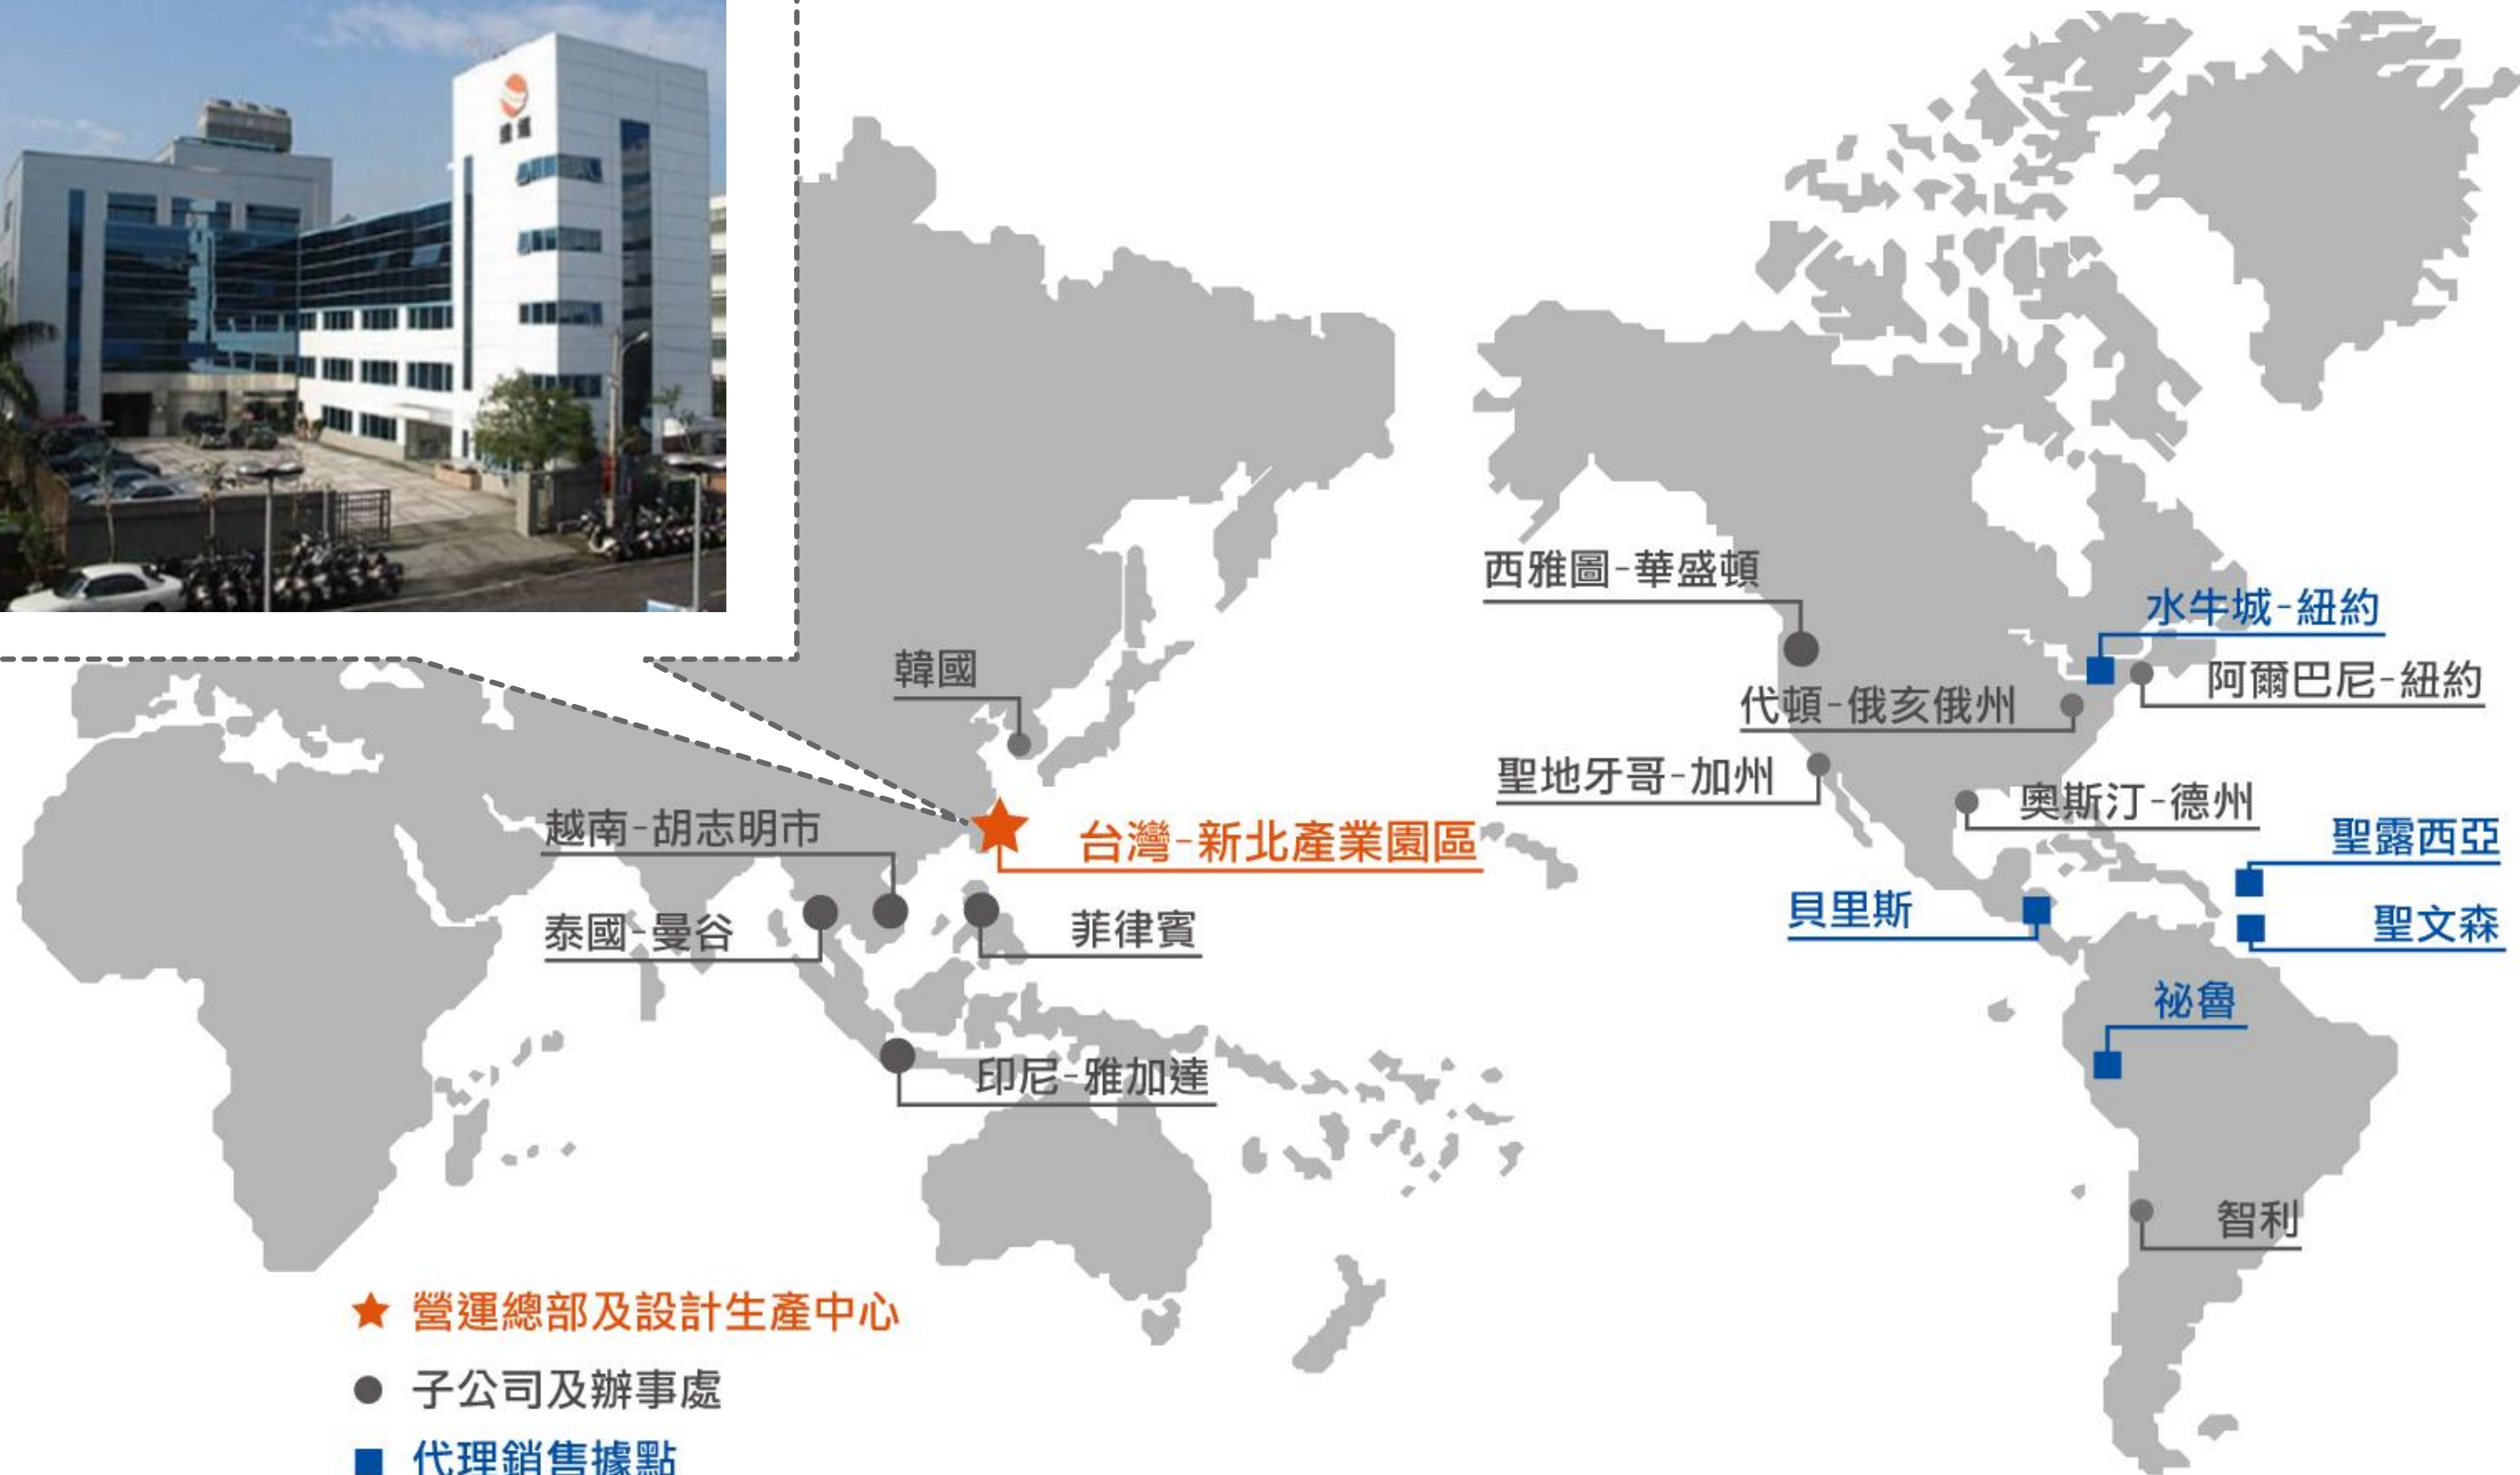 西雅圖-華盛頓
水牛城-紐約
韓國
阿爾巴尼-紐約
代頓-俄亥俄州
聖地牙哥-加州
奧斯汀-德州
越南-胡志明市
台灣-新北產業園區
聖露西亞
貝里斯
泰國-曼谷
菲律賓
聖文森
祕魯
印尼-雅加達
智利
營運總部及設計生產中心
子公司及辦事處
代理銷售據點